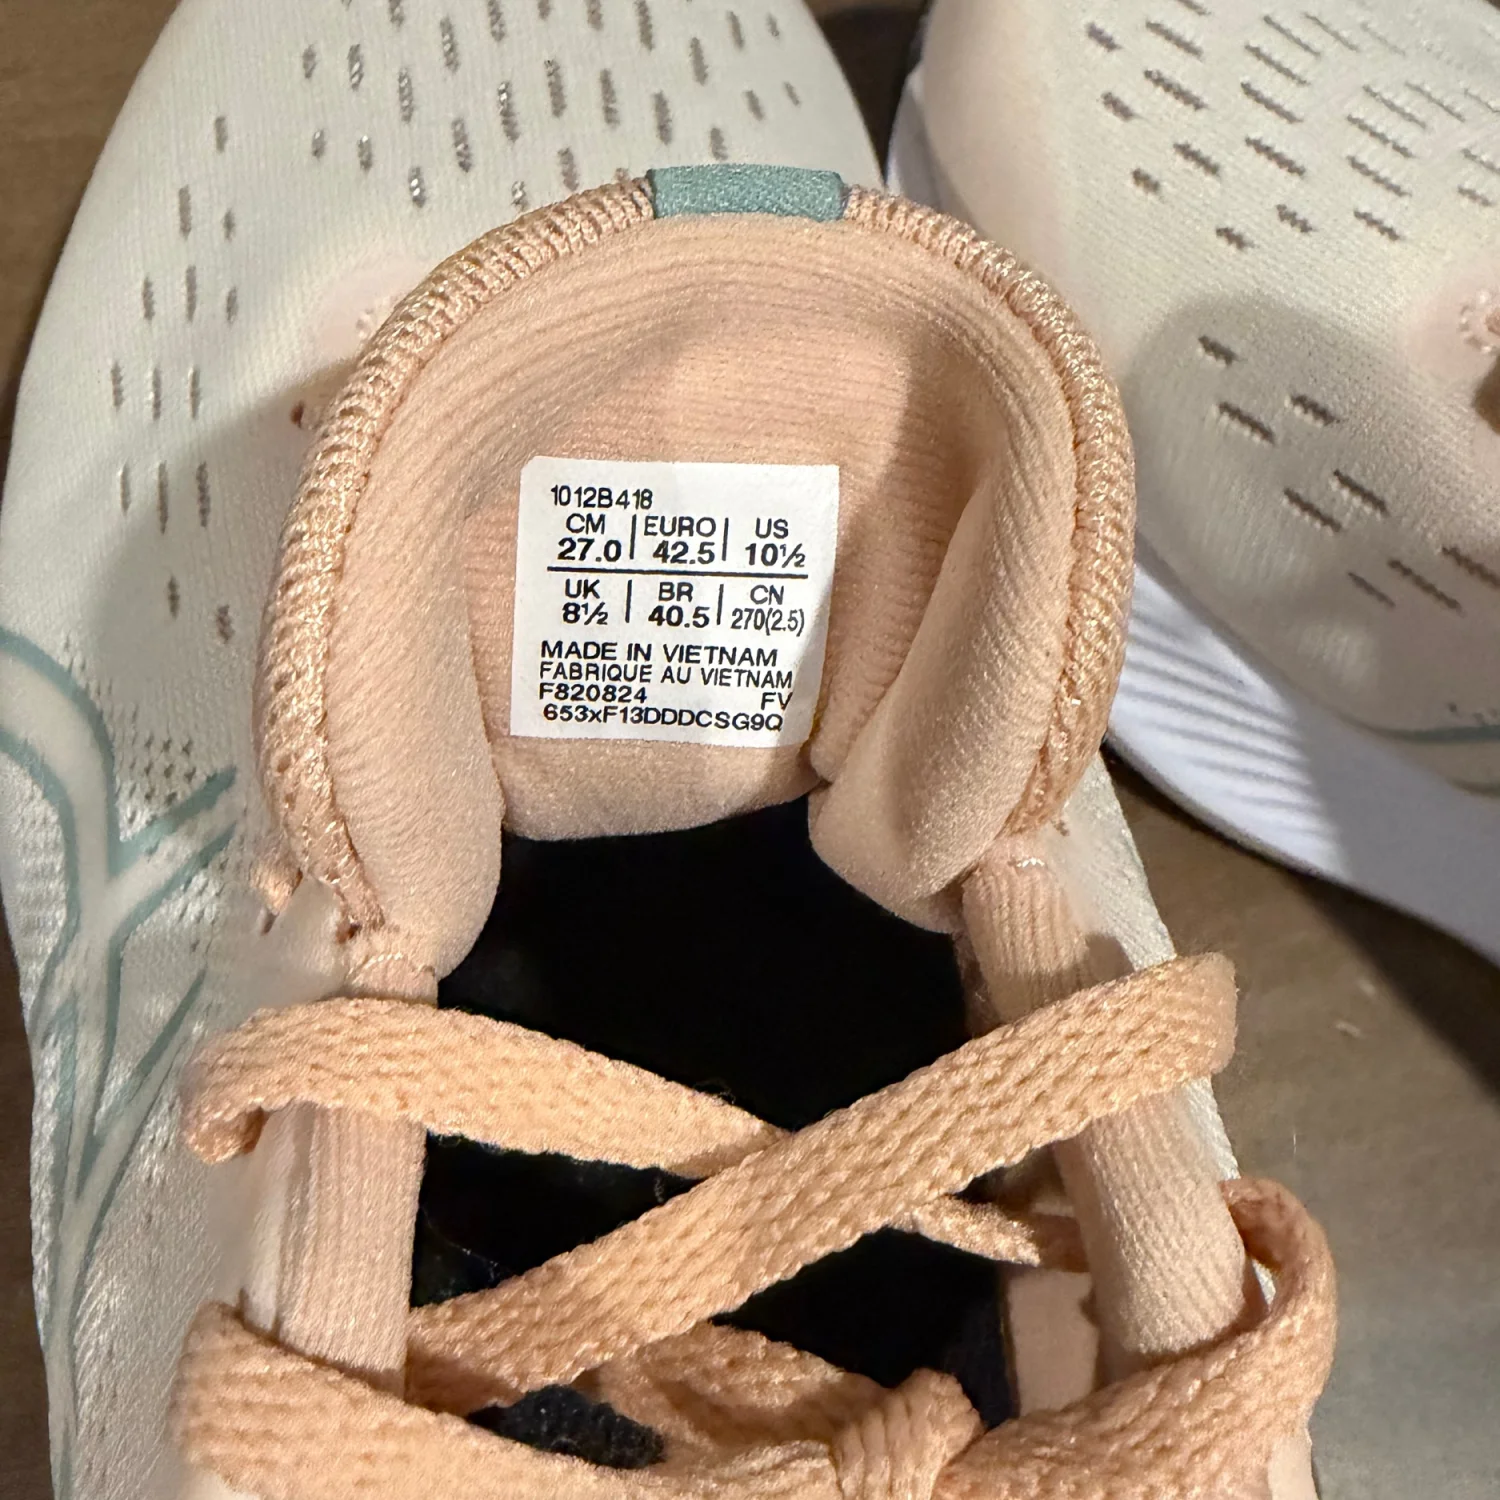 1012B418
CM | EURO | US
27.0 | 42.5 | 10½
UK | BR | CN
8½ | 40.5 | 270(2.5)
MADE IN VIETNAM
FABRIQUE AU VIETNAM
F820824 FV
653xF13DDDCSG9Q